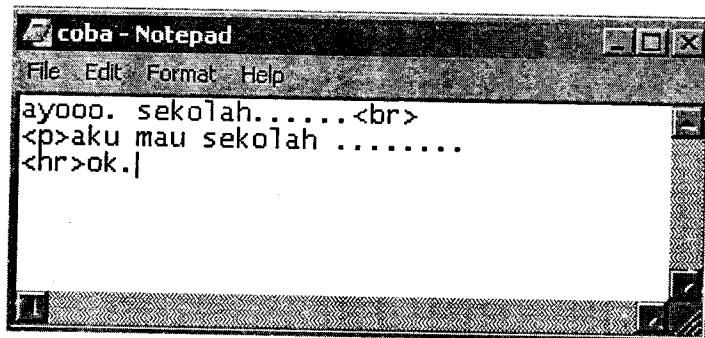 coba - Notepad
File Edit Format Help
ayooo. sekolah......<br>
<p>aku mau sekolah ........
<hr>ok.